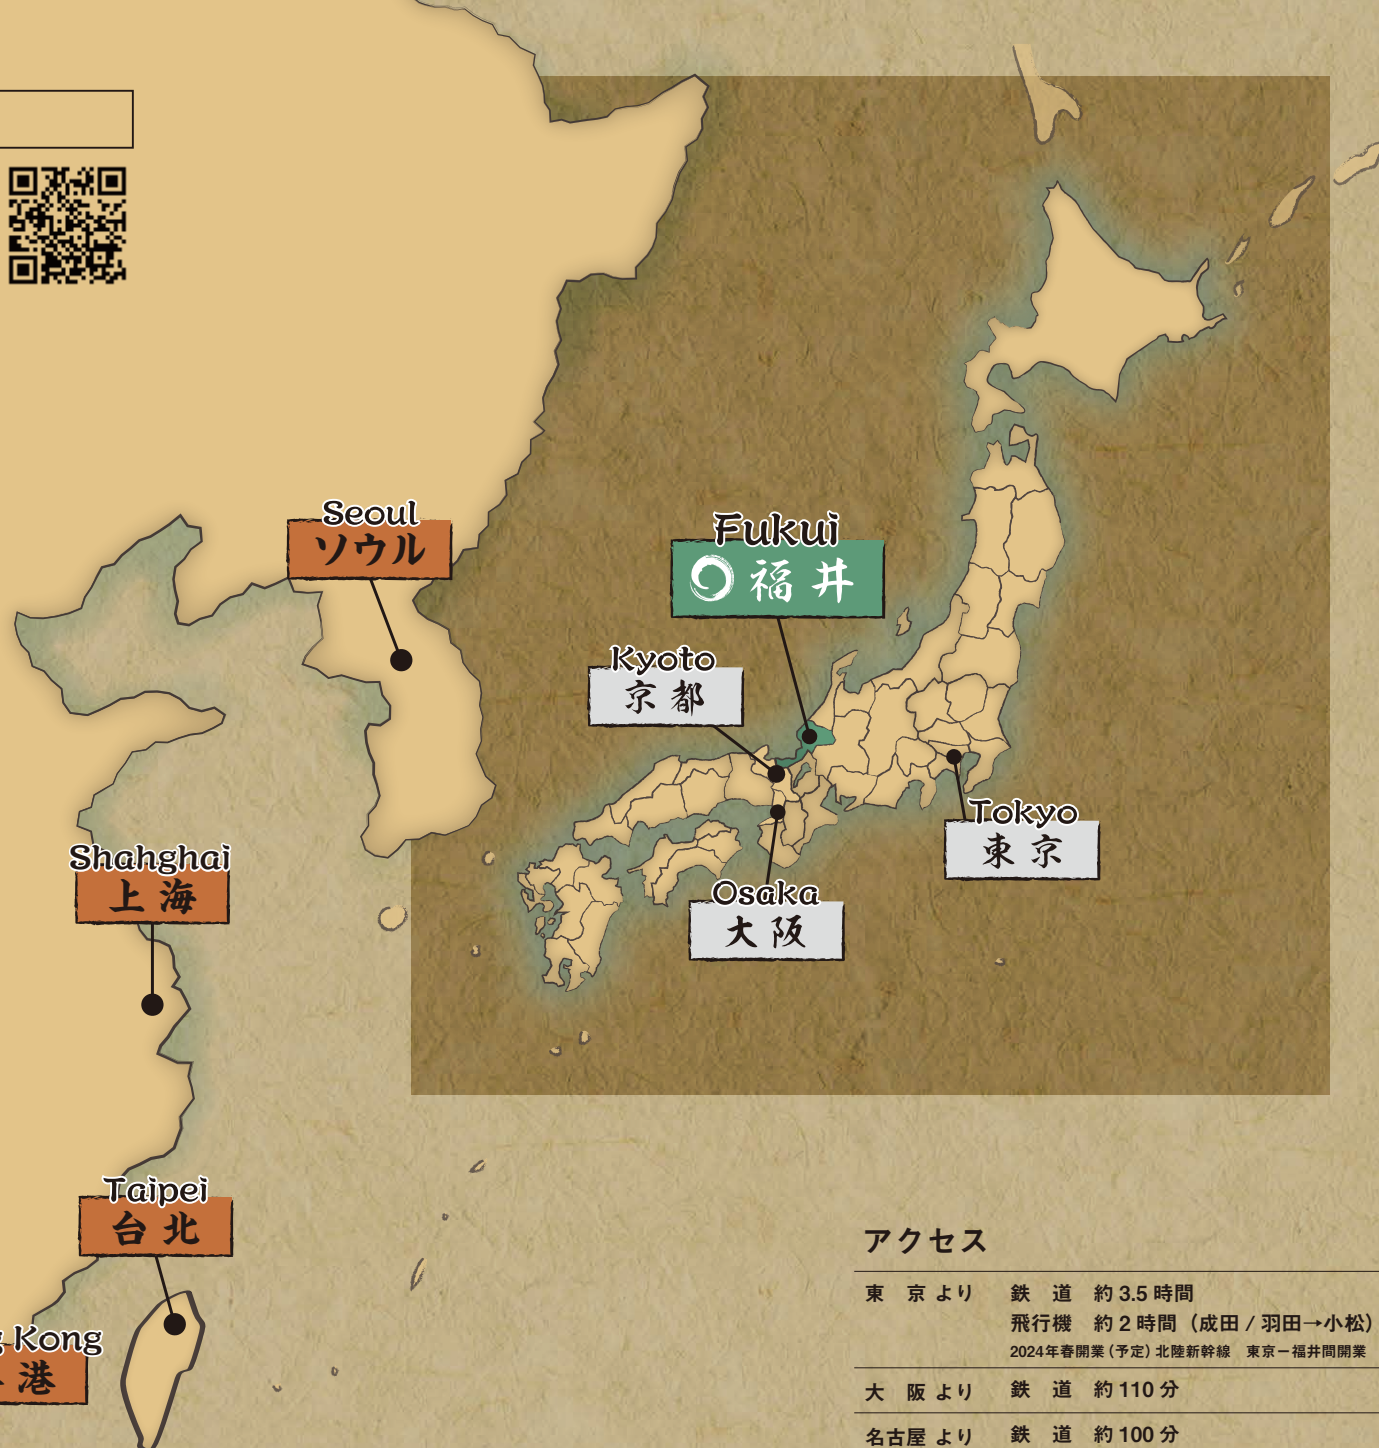 Seoul
ソウル
Fukui
福井
Kyoto
京都
Tokyo
東京
Shahghai
上海
Osaka
大阪
Taipei
台北
Kong
港
アクセス
東 京 より 鉄 道 約 3.5 時間
飛行機 約 2 時間（成田 / 羽田→小松）
2024年春開業（予定）北陸新幹線 東京ー福井間開業
大 阪 より 鉄 道 約 110 分
名古屋 より 鉄 道 約 100 分